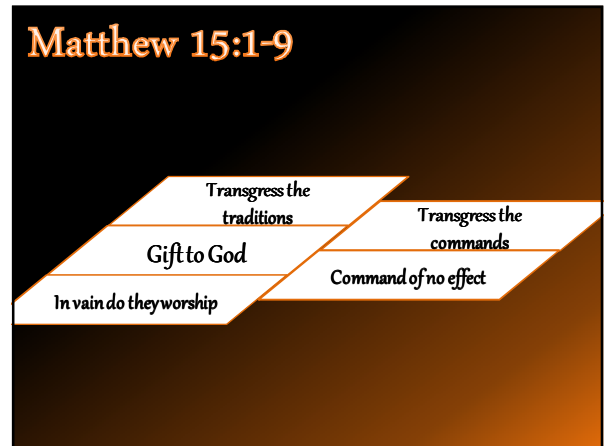 Matthew 15:1-9
Transgress the
traditions
Gift to God
In vain do they worship
Transgress the
commands
Command of no effect